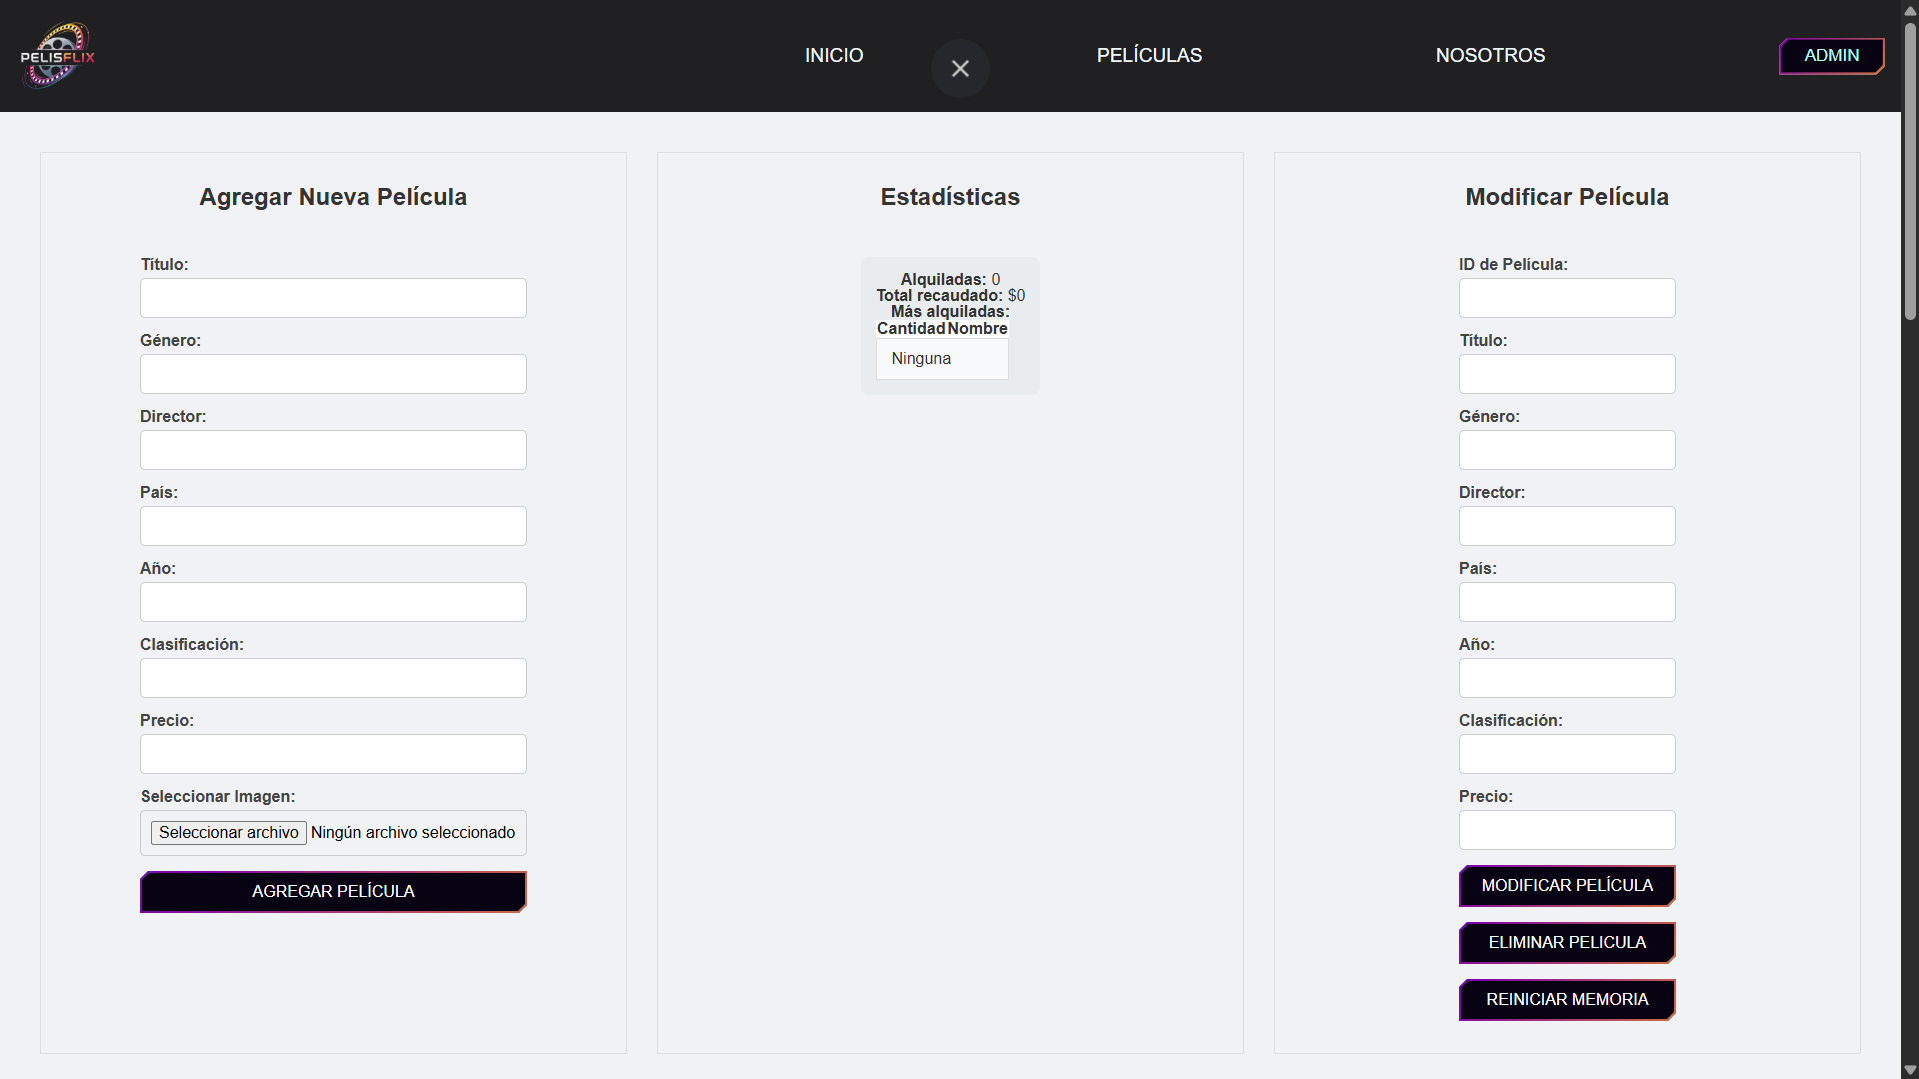 PELISFLIX
INICIO
PELÍCULAS
NOSOTROS
ADMIN
Agregar Nueva Película
Título:
Género:
Director:
País:
Año:
Clasificación:
Precio:
Seleccionar Imagen:
Seleccionar archivo Ningún archivo seleccionado
AGREGAR PELÍCULA
Estadísticas
Alquiladas: 0
Total recaudado: $0
Más alquiladas:
Cantidad Nombre
Ninguna
Modificar Película
ID de Película:
Título:
Género:
Director:
País:
Año:
Clasificación:
Precio:
MODIFICAR PELÍCULA
ELIMINAR PELICULA
REINICIAR MEMORIA